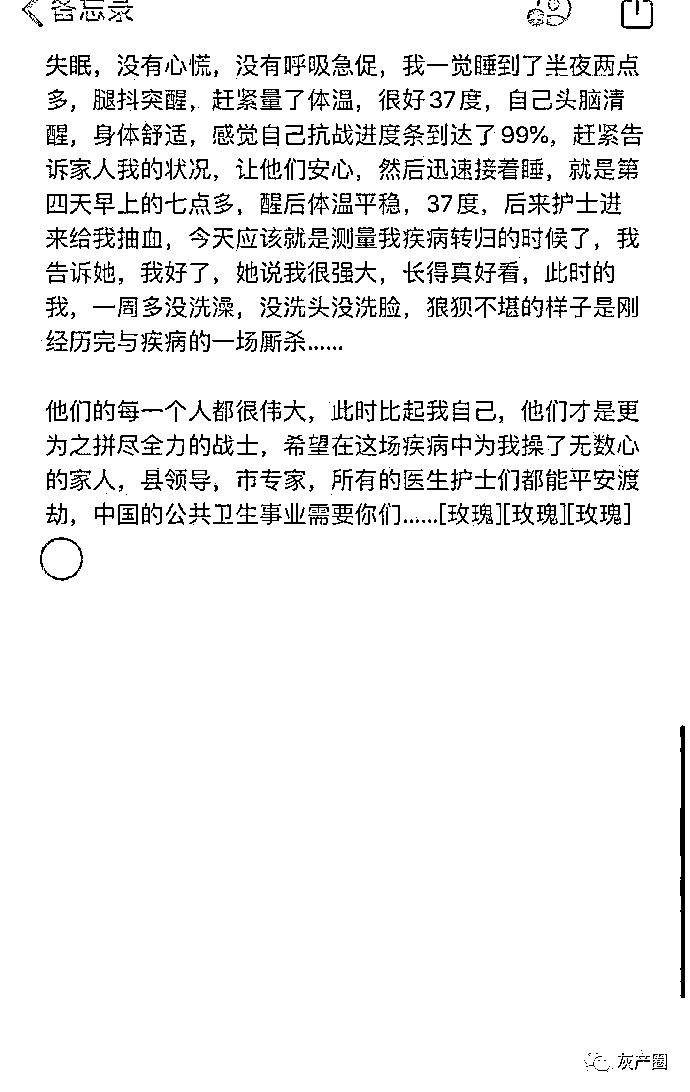 备忘录
失眠，没有心慌，没有呼吸急促，我一觉睡到了半夜两点
多，腿抖突醒，赶紧量了体温，很好37度，自己头脑清
醒，身体舒适，感觉自己抗战进度条到达了99%，赶紧告
诉家人我的状况，让他们安心，然后迅速接着睡，就是第
四天早上的七点多，醒后体温平稳，37度，后来护士进
来给我抽血，今天应该就是测量我疾病转归的时候了，我
告诉她，我好了，她说我很强大，长得真好看，此时的
我，一周多没洗澡，没洗头没洗脸，狼狈不堪的样子是刚
经历完与疾病的一场厮杀……
他们的每一个人都很伟大，此时比起我自己，他们才是更
为之拼尽全力的战士，希望在这场疾病中为我操了无数心
的家人，县领导，市专家，所有的医生护士们都能平安渡
劫，中国的公共卫生事业需要你们……[玫瑰][玫瑰][玫瑰]
灰产圈